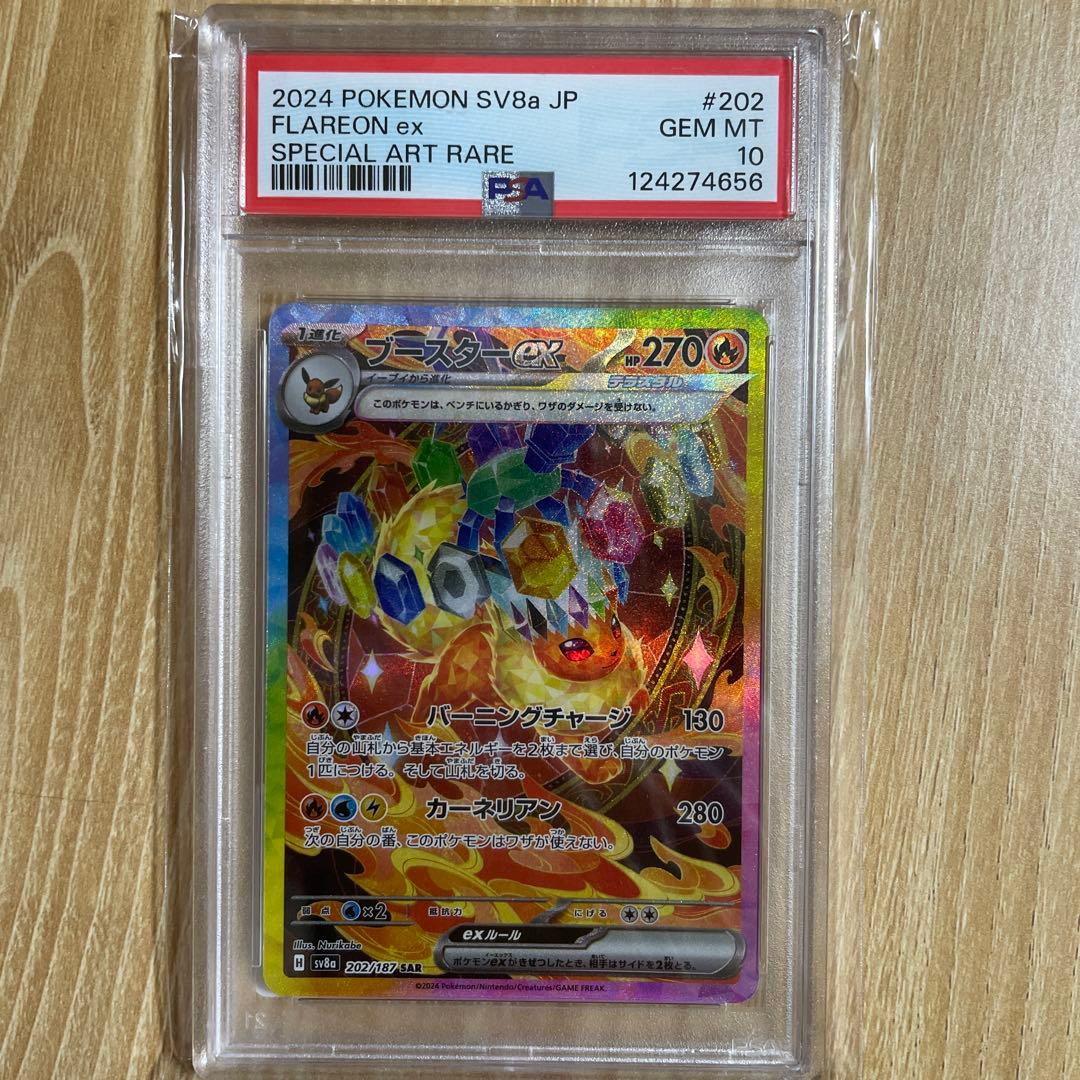 2024 POKEMON SV8a JP #202
FLAREON ex GEM MT
SPECIAL ART RARE 10
PSA 124274656
1進化 ブースターex HP270
イーブイから進化 テラスタル
このポケモンは、ベンチにいるかぎり、ワザのダメージを受けない。
バーニングチャージ 130
自分の山札から基本エネルギーを2枚まで選び、自分のポケモン
1匹につける。そして山札を切る。
カーネリアン 280
次の自分の番、このポケモンはワザが使えない。
弱点 ×2 抵抗力 にげる
exルール
ポケモンexがきぜつしたとき、相手はサイドを2枚とる。
Illus. Nurikabe
H sv8a 202/187 SAR
©2024 Pokémon/Nintendo/Creatures/GAME FREAK.